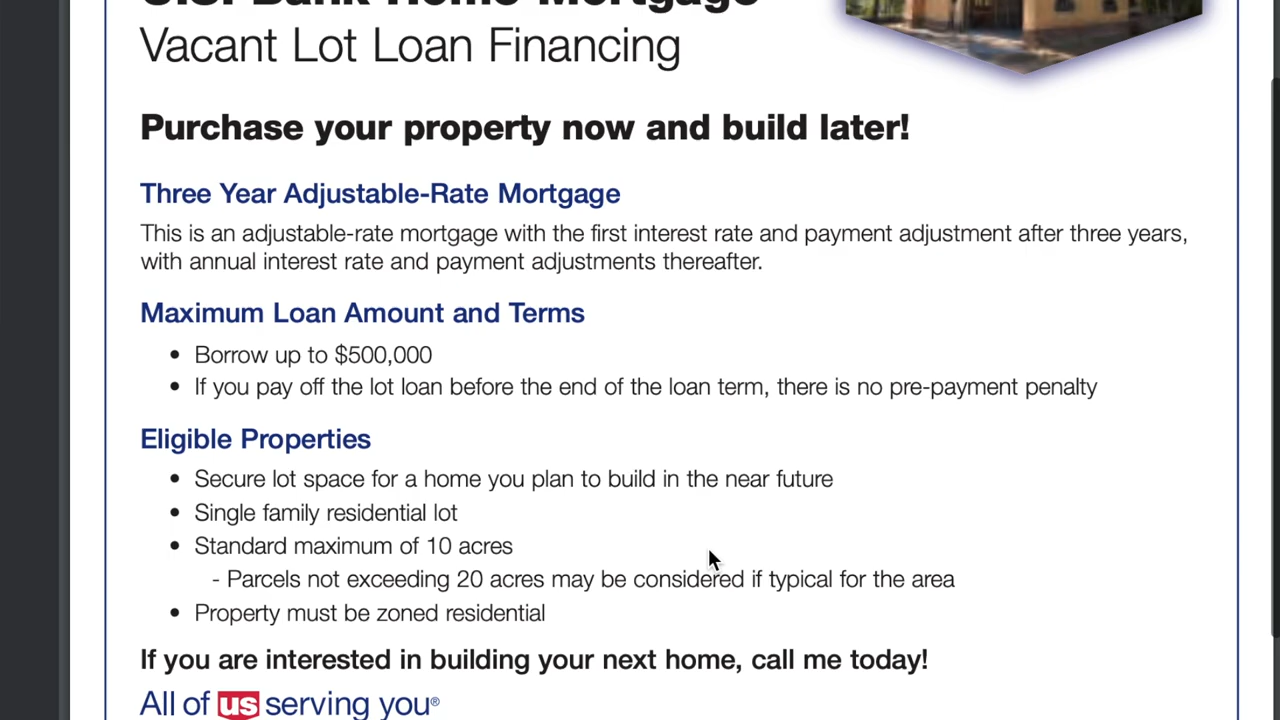 U.S. Bank Home Mortgage
Vacant Lot Loan Financing
Purchase your property now and build later!
Three Year Adjustable-Rate Mortgage
This is an adjustable-rate mortgage with the first interest rate and payment adjustment after three years,
with annual interest rate and payment adjustments thereafter.
Maximum Loan Amount and Terms
• Borrow up to $500,000
• If you pay off the lot loan before the end of the loan term, there is no pre-payment penalty
Eligible Properties
• Secure lot space for a home you plan to build in the near future
• Single family residential lot
• Standard maximum of 10 acres
- Parcels not exceeding 20 acres may be considered if typical for the area
• Property must be zoned residential
If you are interested in building your next home, call me today!
All of us serving you®